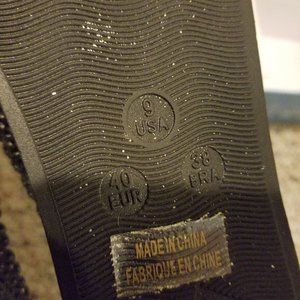 9
USA
40
EUR
38
FRA
MADE IN CHINA
FABRIQUE EN CHINE